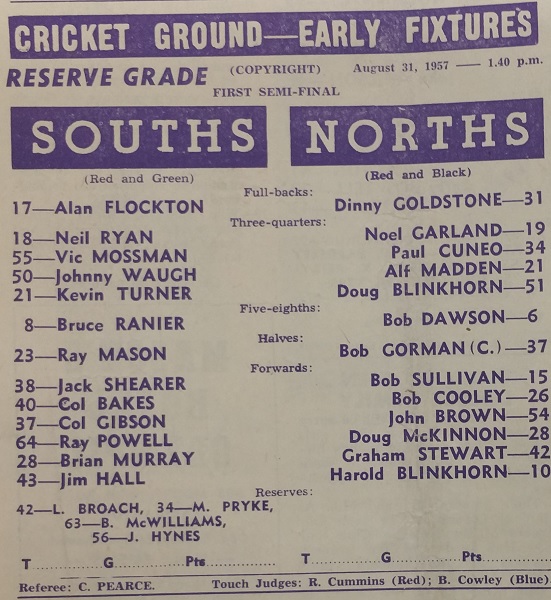 CRICKET GROUND—EARLY FIXTURES
RESERVE GRADE (COPYRIGHT) August 31, 1957 — 1.40 p.m.
FIRST SEMI-FINAL
SOUTHS NORTHS
(Red and Green) (Red and Black)
Full-backs:
17—Alan FLOCKTON Dinny GOLDSTONE—31
Three-quarters:
18—Neil RYAN Noel GARLAND—19
55—Vic MOSSMAN Paul CUNEO—34
50—Johnny WAUGH Alf MADDEN—21
21—Kevin TURNER Doug BLINKHORN—51
Five-eighths:
8—Bruce RANIER Bob DAWSON—6
Halves:
23—Ray MASON Bob GORMAN (C.)—37
Forwards:
38—Jack SHEARER Bob SULLIVAN—15
40—Col BAKES Bob COOLEY—26
37—Col GIBSON John BROWN—54
64—Ray POWELL Doug McKINNON—28
28—Brian MURRAY Graham STEWART—42
43—Jim HALL Harold BLINKHORN—10
Reserves:
42—L. BROACH, 34—M. PRYKE,
63—B. McWILLIAMS,
56—J. HYNES
T..............G..............Pts.............. T..............G..............Pts..............
Referee: C. PEARCE. Touch Judges: R. Cummins (Red); B. Cowley (Blue)